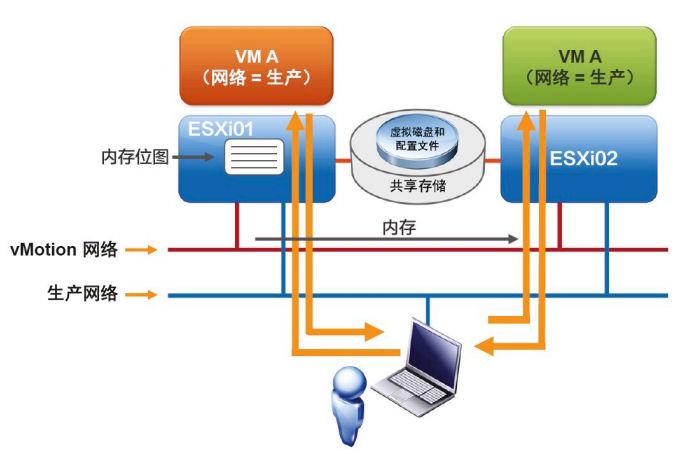 VM A
（网络 = 生产）
VM A
（网络 = 生产）
ESXi01
虚拟磁盘和
配置文件
内存位图
ESXi02
共享存储
内存
vMotion 网络
生产网络